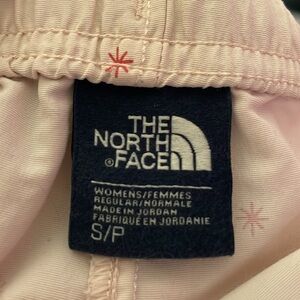 THE
NORTH
®FACE
WOMENS/FEMMES
REGULAR/NORMALE
MADE IN JORDAN
FABRIQUÉ EN JORDANIE
S/P